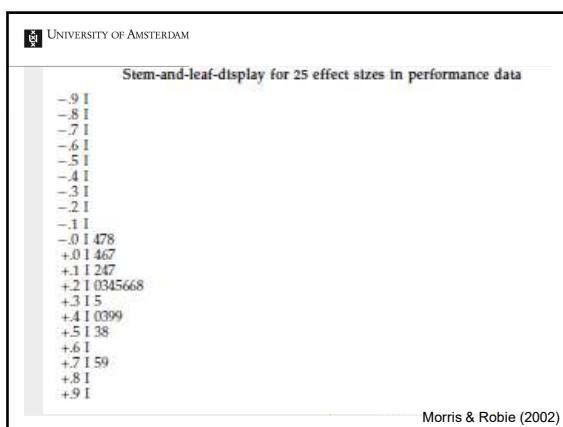 UNIVERSITY OF AMSTERDAM
Stem-and-leaf-display for 25 effect sizes in performance data
−.9 I
−.8 I
−.7 I
−.6 I
−.5 I
−.4 I
−.3 I
−.2 I
−.1 I
−.0 I 478
+.0 I 467
+.1 I 247
+.2 I 0345668
+.3 I 5
+.4 I 0399
+.5 I 38
+.6 I
+.7 I 59
+.8 I
+.9 I
Morris & Robie (2002)